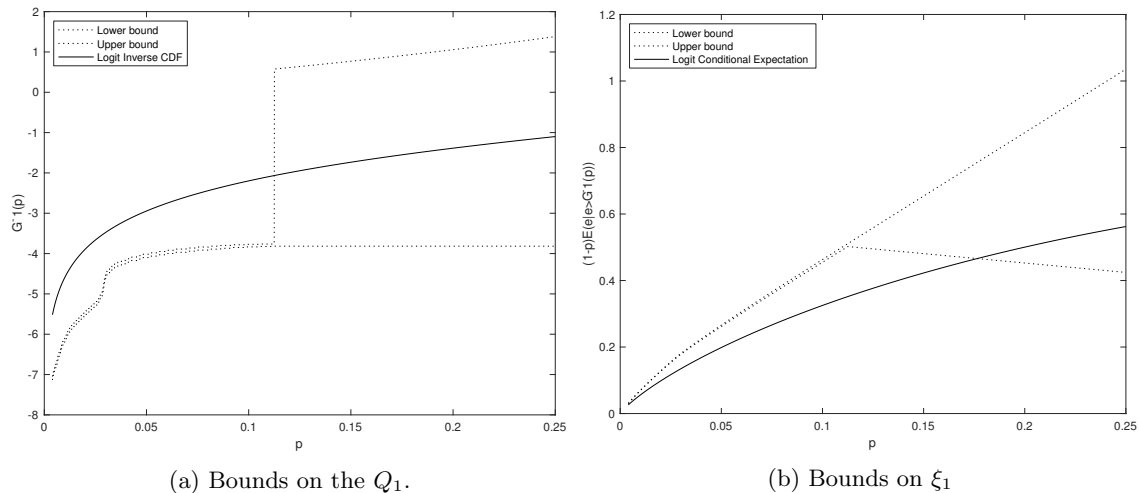 2
1
0
-1
-2
-3
-4
-5
-6
-7
-8
G-1(p)
Lower bound
Upper bound
Logit Inverse CDF
0 0.05 0.1 0.15 0.2 0.25
p
(a) Bounds on the Q₁.
1.2
1
0.8
0.6
0.4
0.2
0
(1-p)E(e|e>G-1(p))
Lower bound
Upper bound
Logit Conditional Expectation
0 0.05 0.1 0.15 0.2 0.25
p
(b) Bounds on ξ₁